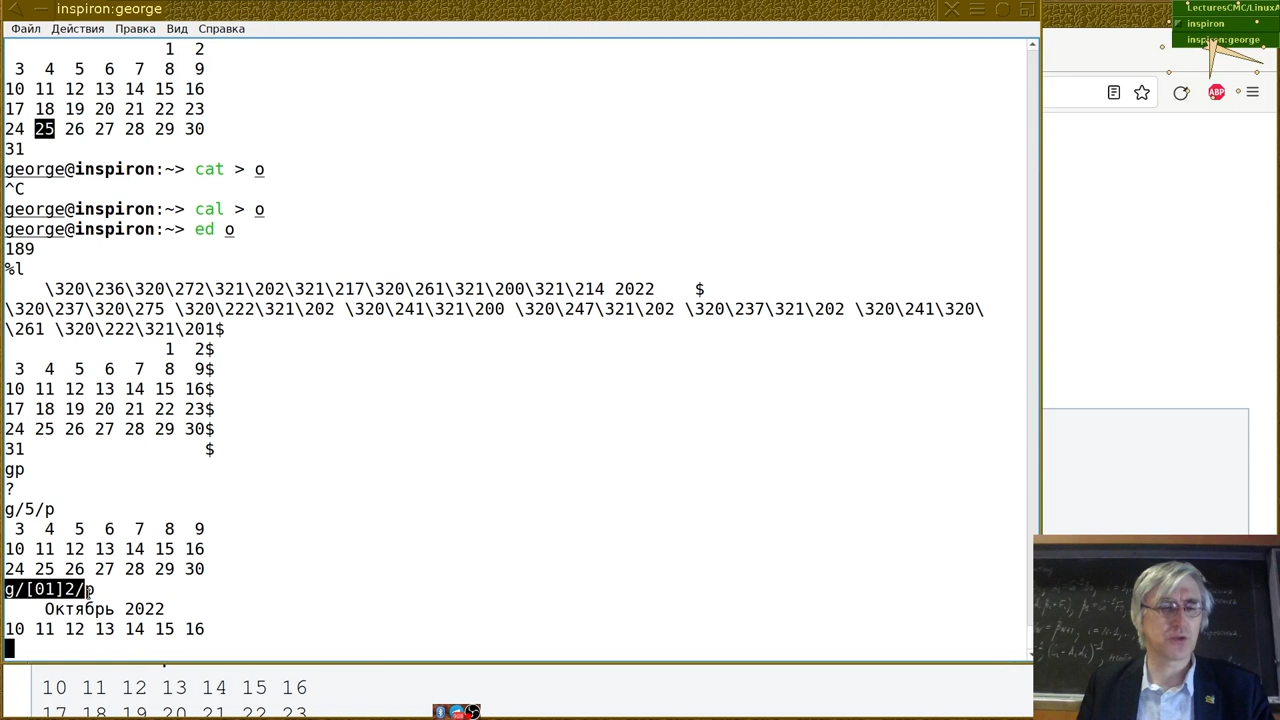 inspiron:george
LecturesCMC/LinuxA
inspiron
inspiron:george
Файл Действия Правка Вид Справка
ABP
1 2
3 4 5 6 7 8 9
10 11 12 13 14 15 16
17 18 19 20 21 22 23
24 25 26 27 28 29 30
31
george@inspiron:~> cat > o
^C
george@inspiron:~> cal > o
george@inspiron:~> ed o
189
%l
\320\236\320\272\321\202\321\217\320\261\321\200\321\214 2022 $
\320\237\320\275 \320\222\321\202 \320\241\321\200 \320\247\321\202 \320\237\321\202 \320\241\320\
\261 \320\222\321\201$
1 2$
3 4 5 6 7 8 9$
10 11 12 13 14 15 16$
17 18 19 20 21 22 23$
24 25 26 27 28 29 30$
31 $
gp
?
g/5/p
3 4 5 6 7 8 9
10 11 12 13 14 15 16
24 25 26 27 28 29 30
g/[01]2/p
Октябрь 2022
10 11 12 13 14 15 16
10 11 12 13 14 15 16
17 18 19 20 21 22 23